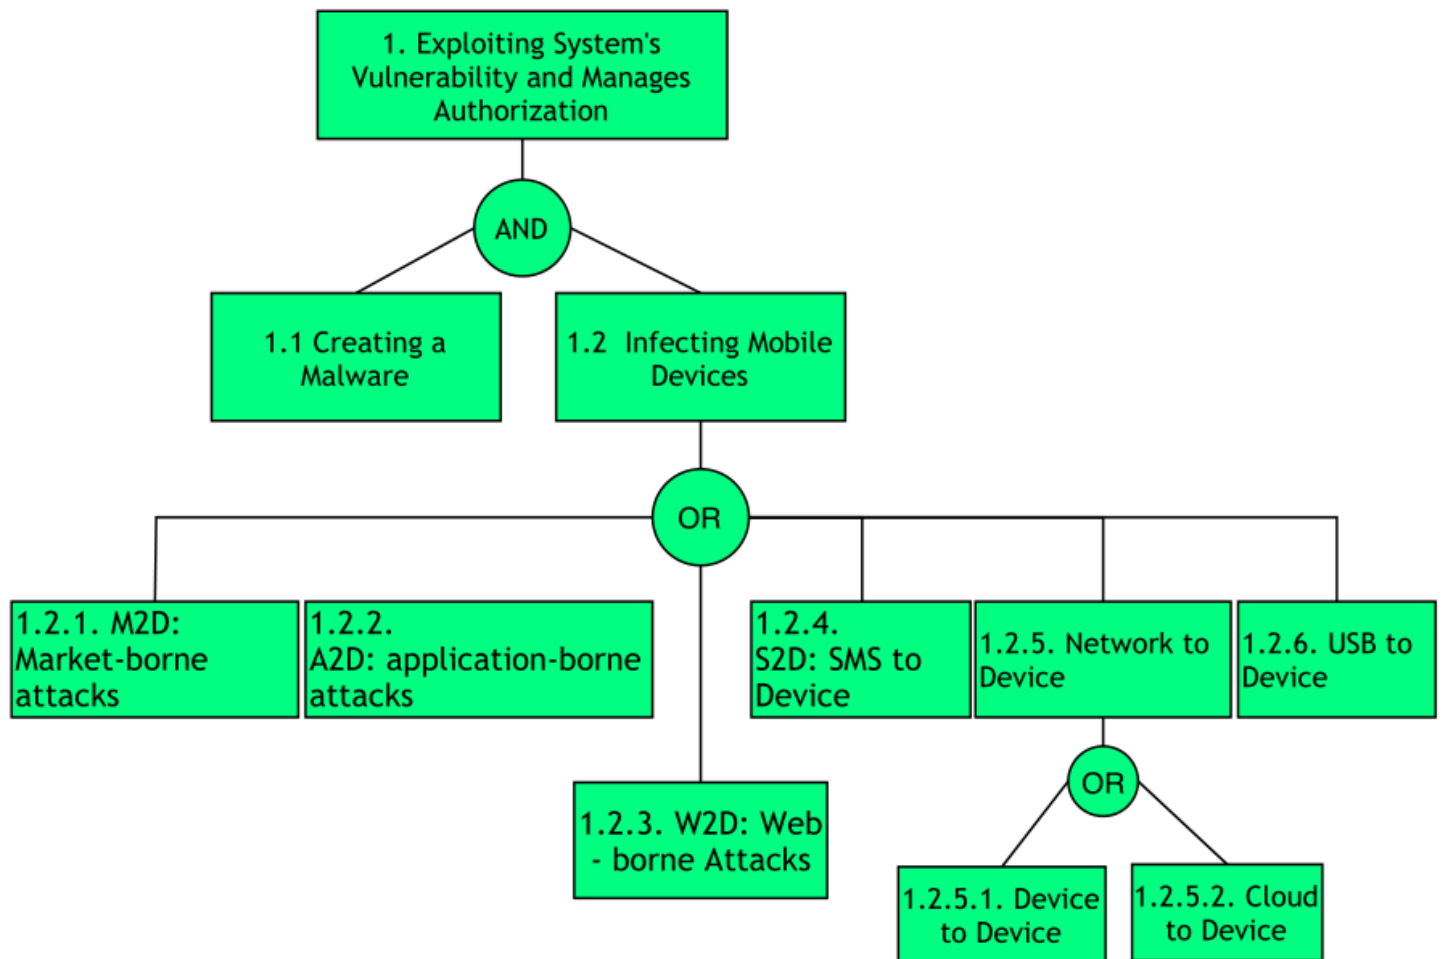 1. Exploiting System's
Vulnerability and Manages
Authorization
AND
1.1 Creating a
Malware
1.2 Infecting Mobile
Devices
OR
1.2.1. M2D:
Market-borne
attacks
1.2.2.
A2D: application-borne
attacks
1.2.4.
S2D: SMS to
Device
1.2.5. Network to
Device
1.2.6. USB to
Device
OR
1.2.3. W2D: Web
- borne Attacks
1.2.5.1. Device
to Device
1.2.5.2. Cloud
to Device